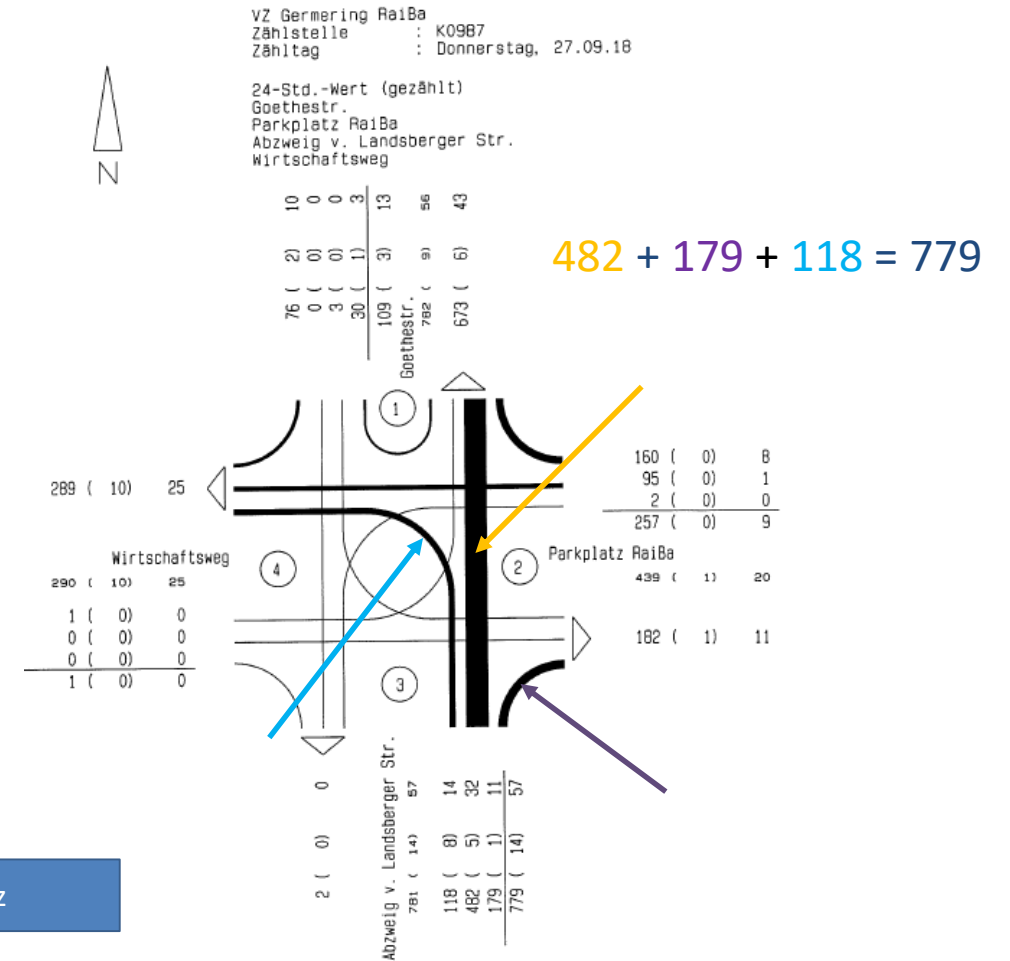 VZ Germering RaiBa
Zählstelle : K0987
Zähltag : Donnerstag, 27.09.18
24-Std.-Wert (gezählt)
Goethestr.
Parkplatz RaiBa
Abzweig v. Landsberger Str.
Wirtschaftsweg
N
76 ( 2) 10
0 ( 0) 0
3 ( 0) 0
30 ( 1) 3
109 ( 3) 13
Goethestr.
782 ( 9) 56
673 ( 6) 43
482 + 179 + 118 = 779
1
160 ( 0) 8
95 ( 0) 1
2 ( 0) 0
257 ( 0) 9
289 ( 10) 25
Wirtschaftsweg
290 ( 10) 25
4
2
Parkplatz RaiBa
439 ( 1) 20
1 ( 0) 0
0 ( 0) 0
0 ( 0) 0
1 ( 0) 0
182 ( 1) 11
3
2 ( 0) 0
Abzweig v. Landsberger Str.
781 ( 14) 57
118 ( 8) 14
482 ( 5) 32
179 ( 1) 11
779 ( 14) 57
z